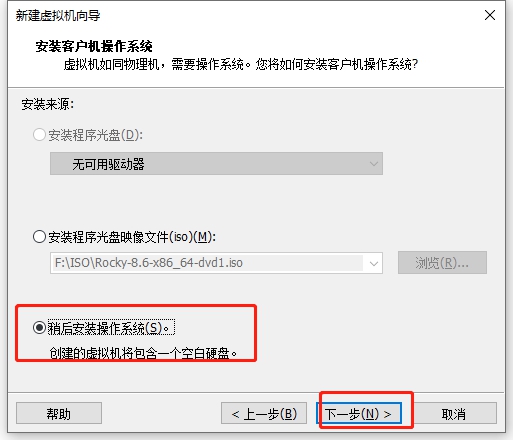 新建虚拟机向导
安装客户机操作系统
虚拟机如同物理机，需要操作系统。您将如何安装客户机操作系统?
安装来源:
安装程序光盘(D):
无可用驱动器
安装程序光盘映像文件(iso)(M):
F:\ISO\Rocky-8.6-x86_64-dvd1.iso
浏览(R)...
稍后安装操作系统(S)。
创建的虚拟机将包含一个空白硬盘。
帮助
< 上一步(B)
下一步(N) >
取消